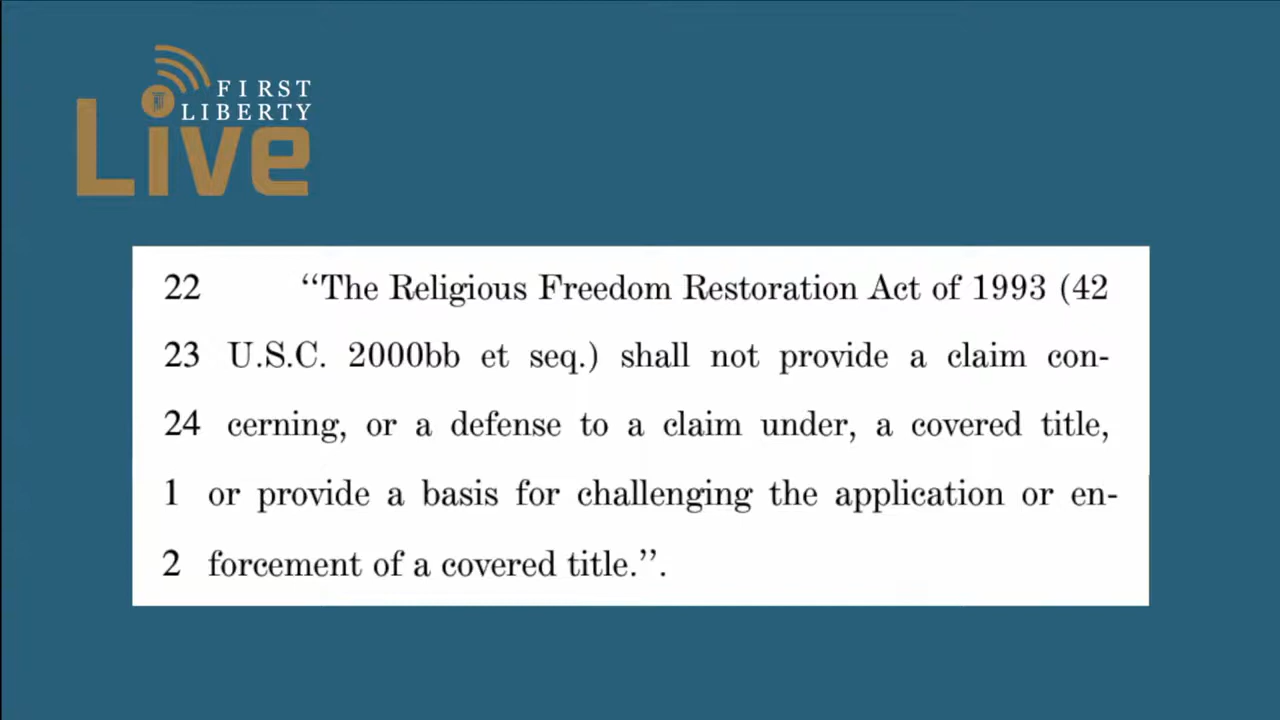 FIRST
LIBERTY
Live
22 “The Religious Freedom Restoration Act of 1993 (42
23 U.S.C. 2000bb et seq.) shall not provide a claim con-
24 cerning, or a defense to a claim under, a covered title,
1 or provide a basis for challenging the application or en-
2 forcement of a covered title.”.